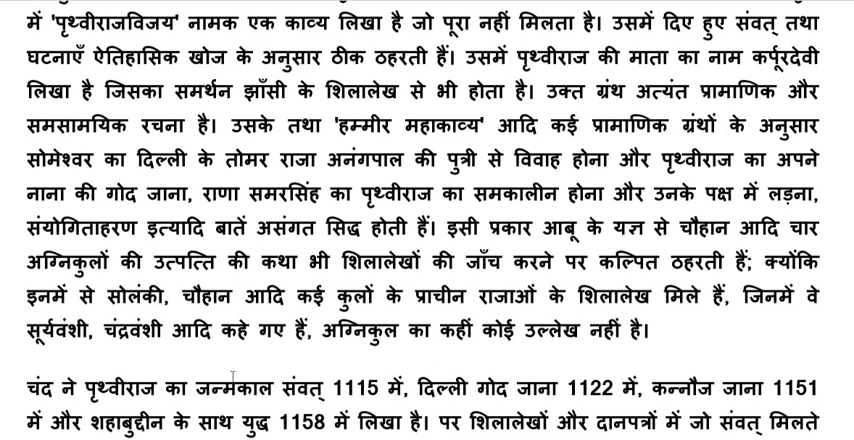 में 'पृथ्वीराजविजय' नामक एक काव्य लिखा है जो पूरा नहीं मिलता है। उसमें दिए हुए संवत् तथा
घटनाएँ ऐतिहासिक खोज के अनुसार ठीक ठहरती हैं। उसमें पृथ्वीराज की माता का नाम कर्पूरदेवी
लिखा है जिसका समर्थन झाँसी के शिलालेख से भी होता है। उक्त ग्रंथ अत्यंत प्रामाणिक और
समसामयिक रचना है। उसके तथा 'हम्मीर महाकाव्य' आदि कई प्रामाणिक ग्रंथों के अनुसार
सोमेश्वर का दिल्ली के तोमर राजा अनंगपाल की पुत्री से विवाह होना और पृथ्वीराज का अपने
नाना की गोद जाना, राणा समरसिंह का पृथ्वीराज का समकालीन होना और उनके पक्ष में लड़ना,
संयोगिताहरण इत्यादि बातें असंगत सिद्ध होती हैं। इसी प्रकार आबू के यज्ञ से चौहान आदि चार
अग्निकुलों की उत्पत्ति की कथा भी शिलालेखों की जाँच करने पर कल्पित ठहरती हैं; क्योंकि
इनमें से सोलंकी, चौहान आदि कई कुलों के प्राचीन राजाओं के शिलालेख मिले हैं, जिनमें वे
सूर्यवंशी, चंद्रवंशी आदि कहे गए हैं, अग्निकुल का कहीं कोई उल्लेख नहीं है।
चंद ने पृथ्वीराज का जन्मकाल संवत् 1115 में, दिल्ली गोद जाना 1122 में, कन्नौज जाना 1151
में और शहाबुद्दीन के साथ युद्ध 1158 में लिखा है। पर शिलालेखों और दानपत्रों में जो संवत् मिलते